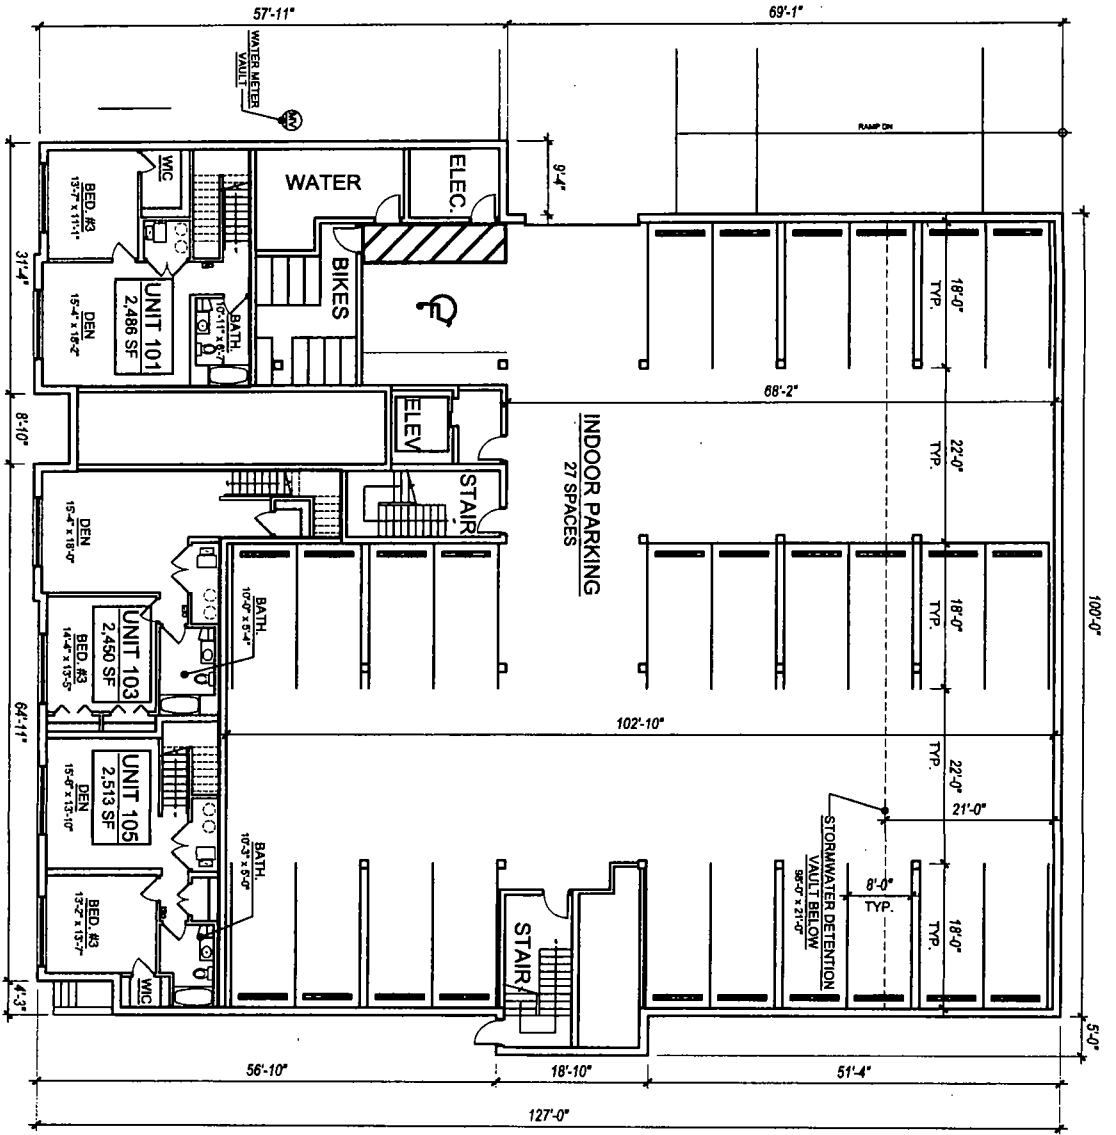 57'-11"
69'-1"
WATER METER
VAULT
MV
RAMP DN
9'-4"
WIC
BED. #3
13'-7" x 11'-1"
WATER
ELEC.
BIKES
31'-4"
UNIT 101
2,486 SF
DEN
15'-4" x 18'-2"
BATH.
10'-11" x 6'-7"
18'-0"
TYP.
68'-2"
ELEV
8'-10"
INDOOR PARKING
27 SPACES
22'-0"
TYP.
STAIR
DEN
15'-4" x 18'-0"
100'-0"
BATH.
10'-0" x 5'-4"
18'-0"
TYP.
UNIT 103
2,450 SF
BED. #3
14'-4" x 13'-5"
64'-11"
102'-10"
22'-0"
TYP.
UNIT 105
2,513 SF
DEN
15'-6" x 13'-10"
21'-0"
STORMWATER DETENTION
VAULT BELOW
98'-0" x 21'-0"
BATH.
10'-3" x 5'-0"
8'-0"
TYP.
18'-0"
TYP.
BED. #3
13'-2" x 13'-7"
WIC
STAIR
4'-3"
5'-0"
56'-10"
18'-10"
51'-4"
127'-0"